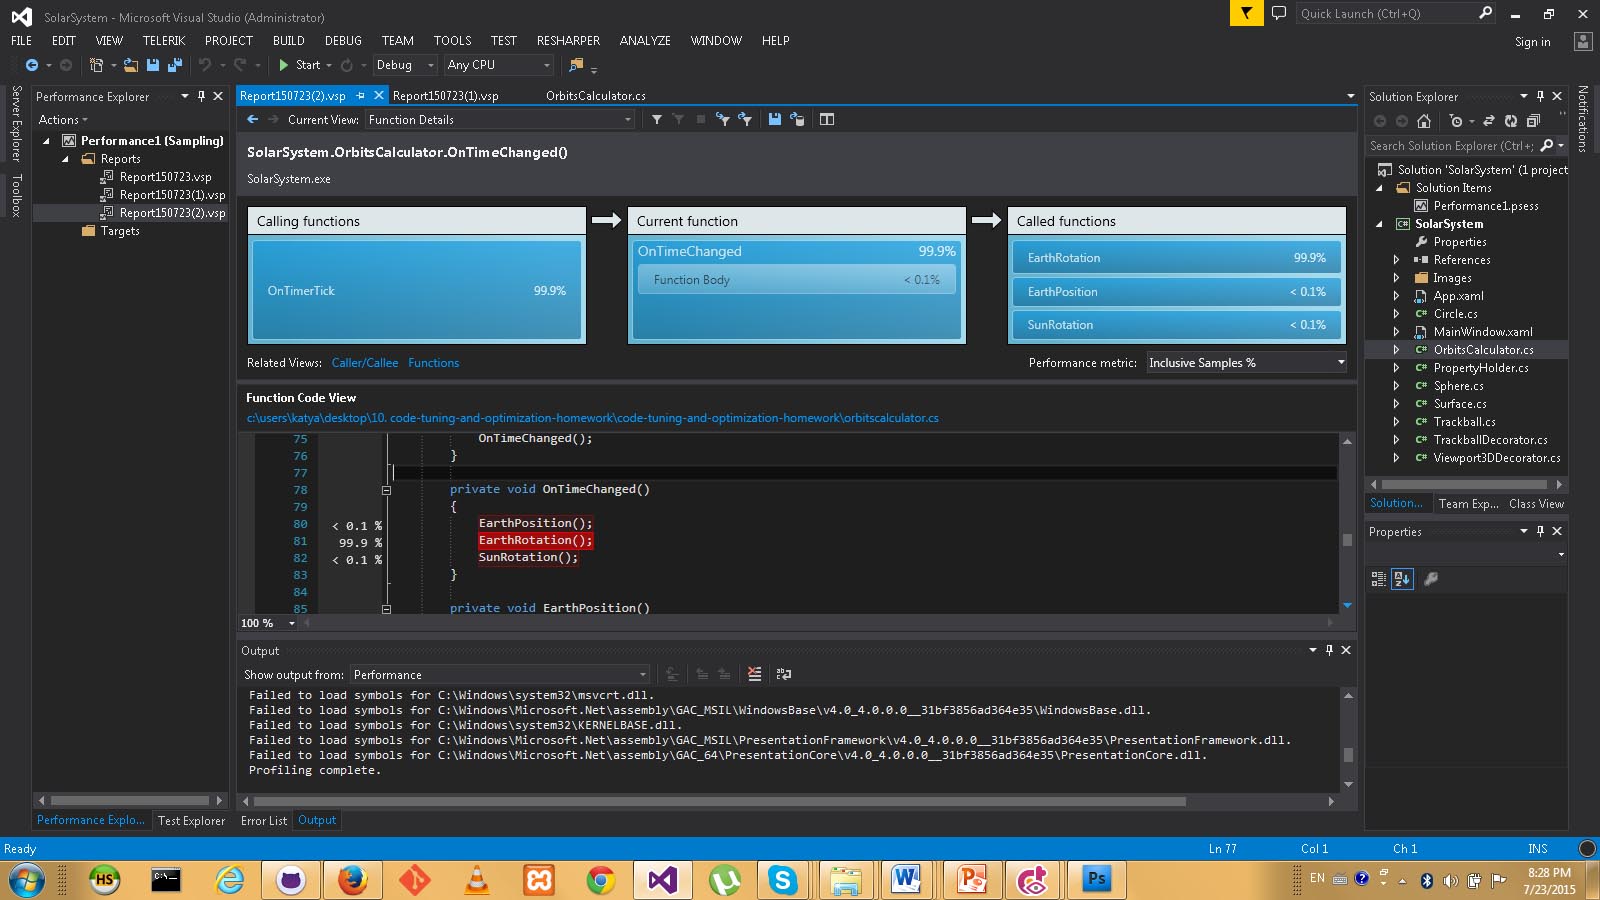 SolarSystem - Microsoft Visual Studio (Administrator)
Quick Launch (Ctrl+Q)
FILE EDIT VIEW TELERIK PROJECT BUILD DEBUG TEAM TOOLS TEST RESHARPER ANALYZE WINDOW HELP
Sign in
Start Debug Any CPU
Server Explorer
Toolbox
Performance Explorer
Actions
Performance1 (Sampling)
Reports
Report150723.vsp
Report150723(1).vsp
Report150723(2).vsp
Targets
Report150723(2).vsp Report150723(1).vsp OrbitsCalculator.cs
Current View: Function Details
SolarSystem.OrbitsCalculator.OnTimeChanged()
SolarSystem.exe
Calling functions
OnTimerTick 99.9%
Current function
OnTimeChanged 99.9%
Function Body < 0.1%
Called functions
EarthRotation 99.9%
EarthPosition < 0.1%
SunRotation < 0.1%
Related Views: Caller/Callee Functions
Performance metric: Inclusive Samples %
Function Code View
c:\users\katya\desktop\10. code-tuning-and-optimization-homework\code-tuning-and-optimization-homework\orbitscalculator.cs
75 OnTimeChanged();
76 }
77
78 private void OnTimeChanged()
79 {
< 0.1 % 80 EarthPosition();
99.9 % 81 EarthRotation();
< 0.1 % 82 SunRotation();
83 }
84
85 private void EarthPosition()
100 %
Output
Show output from: Performance
Failed to load symbols for C:\Windows\system32\msvcrt.dll.
Failed to load symbols for C:\Windows\Microsoft.Net\assembly\GAC_MSIL\WindowsBase\v4.0_4.0.0.0__31bf3856ad364e35\WindowsBase.dll.
Failed to load symbols for C:\Windows\system32\KERNELBASE.dll.
Failed to load symbols for C:\Windows\Microsoft.Net\assembly\GAC_MSIL\PresentationFramework\v4.0_4.0.0.0__31bf3856ad364e35\PresentationFramework.dll.
Failed to load symbols for C:\Windows\Microsoft.Net\assembly\GAC_64\PresentationCore\v4.0_4.0.0.0__31bf3856ad364e35\PresentationCore.dll.
Profiling complete.
Performance Explo... Test Explorer
Error List Output
Solution Explorer
Search Solution Explorer (Ctrl+;
Solution 'SolarSystem' (1 project
Solution Items
Performance1.psess
SolarSystem
Properties
References
Images
App.xaml
Circle.cs
MainWindow.xaml
OrbitsCalculator.cs
PropertyHolder.cs
Sphere.cs
Surface.cs
Trackball.cs
TrackballDecorator.cs
Viewport3DDecorator.cs
Solution... Team Exp... Class View
Properties
Notifications
Ready Ln 77 Col 1 Ch 1 INS
HS
Ps
EN
8:28 PM
7/23/2015